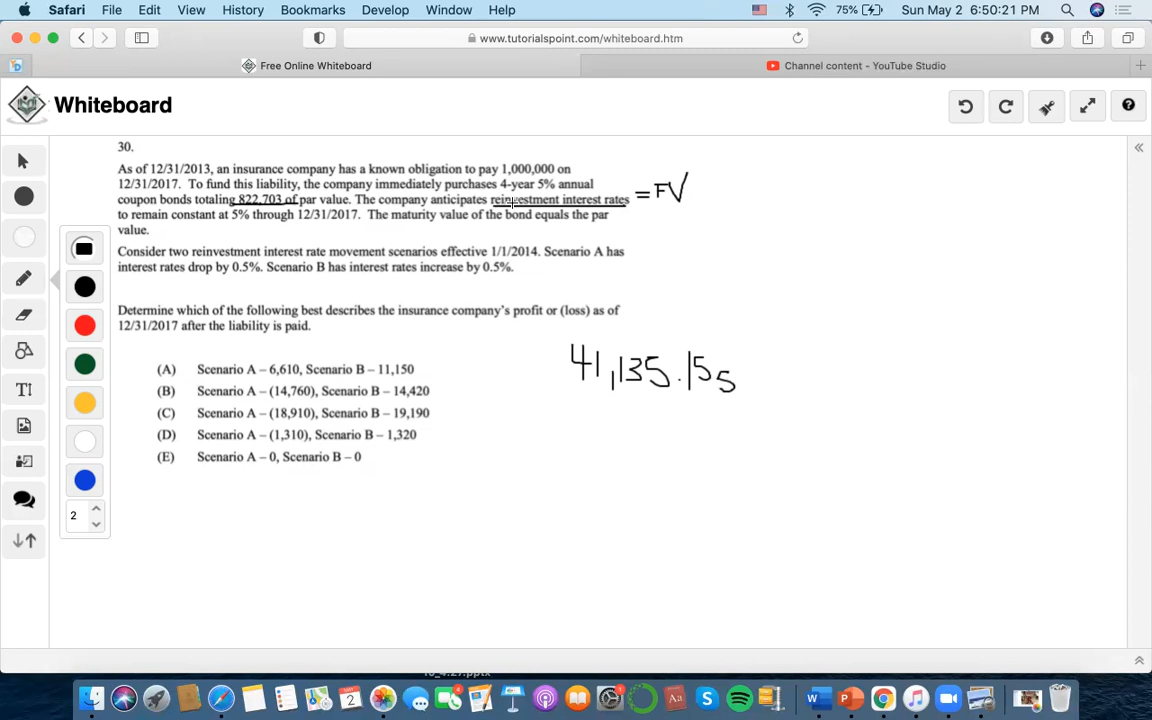 Safari File Edit View History Bookmarks Develop Window Help 75% Sun May 2 6:50:21 PM
www.tutorialspoint.com/whiteboard.htm
Free Online Whiteboard Channel content - YouTube Studio
Whiteboard
30.
As of 12/31/2013, an insurance company has a known obligation to pay 1,000,000 on
12/31/2017. To fund this liability, the company immediately purchases 4-year 5% annual
coupon bonds totaling 822,703 of par value. The company anticipates reinvestment interest rates = FV
to remain constant at 5% through 12/31/2017. The maturity value of the bond equals the par
value.
Consider two reinvestment interest rate movement scenarios effective 1/1/2014. Scenario A has
interest rates drop by 0.5%. Scenario B has interest rates increase by 0.5%.
Determine which of the following best describes the insurance company's profit or (loss) as of
12/31/2017 after the liability is paid.
41,135.155
(A) Scenario A – 6,610, Scenario B – 11,150
(B) Scenario A – (14,760), Scenario B – 14,420
(C) Scenario A – (18,910), Scenario B – 19,190
(D) Scenario A – (1,310), Scenario B – 1,320
(E) Scenario A – 0, Scenario B – 0
T
2